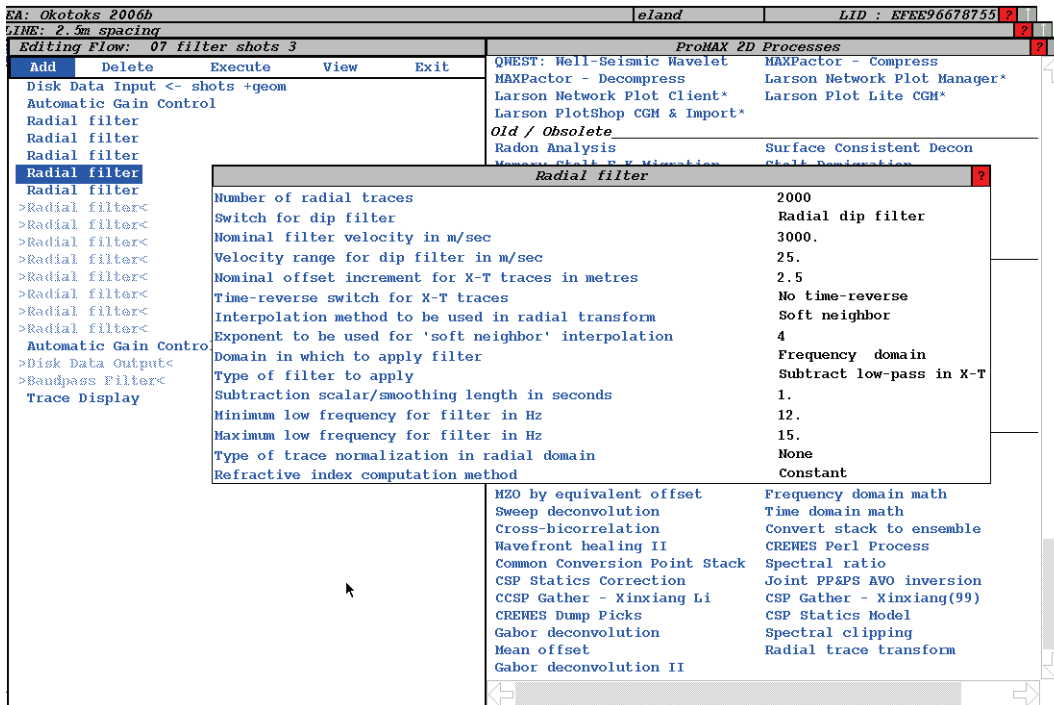 EA: Okotoks 2006b eland LID : EFEE96678755 ?
LINE: 2.5m spacing ?
Editing Flow: 07 filter shots 3
Add Delete Execute View Exit
Disk Data Input <- shots +geom
Automatic Gain Control
Radial filter
Radial filter
Radial filter
Radial filter
Radial filter
>Radial filter<
>Radial filter<
>Radial filter<
>Radial filter<
>Radial filter<
>Radial filter<
>Radial filter<
>Radial filter<
Automatic Gain Contro
>Disk Data Output<
>Bandpass Filter<
Trace Display
ProMAX 2D Processes ?
QWEST: Well-Seismic Wavelet MAXPactor - Compress
MAXPactor - Decompress Larson Network Plot Manager*
Larson Network Plot Client* Larson Plot Lite CGM*
Larson PlotShop CGM & Import*
Old / Obsolete
Radon Analysis Surface Consistent Decon
Memory Stolt F-K Migration Stolt Demigration
Radial filter ?
Number of radial traces 2000
Switch for dip filter Radial dip filter
Nominal filter velocity in m/sec 3000.
Velocity range for dip filter in m/sec 25.
Nominal offset increment for X-T traces in metres 2.5
Time-reverse switch for X-T traces No time-reverse
Interpolation method to be used in radial transform Soft neighbor
Exponent to be used for 'soft neighbor' interpolation 4
Domain in which to apply filter Frequency domain
Type of filter to apply Subtract low-pass in X-T
Subtraction scalar/smoothing length in seconds 1.
Minimum low frequency for filter in Hz 12.
Maximum low frequency for filter in Hz 15.
Type of trace normalization in radial domain None
Refractive index computation method Constant
MZO by equivalent offset Frequency domain math
Sweep deconvolution Time domain math
Cross-bicorrelation Convert stack to ensemble
Wavefront healing II CREWES Perl Process
Common Conversion Point Stack Spectral ratio
CSP Statics Correction Joint PP&PS AVO inversion
CCSP Gather - Xinxiang Li CSP Gather - Xinxiang(99)
CREWES Dump Picks CSP Statics Model
Gabor deconvolution Spectral clipping
Mean offset Radial trace transform
Gabor deconvolution II